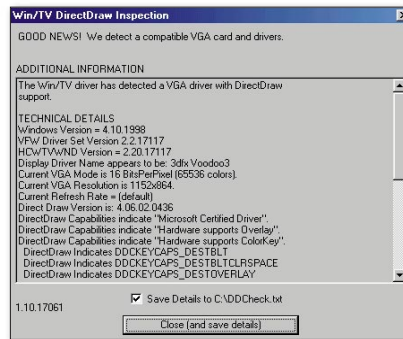 Win/TV DirectDraw Inspection
GOOD NEWS! We detect a compatible VGA card and drivers.
ADDITIONAL INFORMATION
The Win/TV driver has detected a VGA driver with DirectDraw
support.
TECHNICAL DETAILS
Windows Version = 4.10.1998
VFW Driver Set Version 2.2.17117
HCWTVWND Version = 2.20.17117
Display Driver Name appears to be: 3dfx Voodoo3
Current VGA Mode is 16 BitsPerPixel (65536 colors).
Current VGA Resolution is 1152x864.
Current Refresh Rate = (default)
Direct Draw Version is: 4.06.02.0436
DirectDraw Capabilities indicate "Microsoft Certified Driver".
DirectDraw Capabilities indicate "Hardware supports Overlay".
DirectDraw Capabilities indicate "Hardware supports ColorKey".
DirectDraw Indicates DDCKEYCAPS_DESTBLT
DirectDraw Indicates DDCKEYCAPS_DESTBLTCLRSPACE
DirectDraw Indicates DDCKEYCAPS_DESTOVERLAY
Save Details to C:\DDCheck.txt
1.10.17061
Close (and save details)